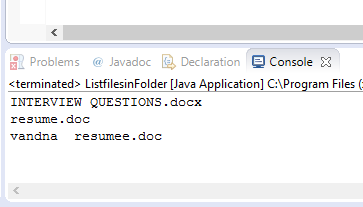 Problems @ Javadoc Declaration Console
<terminated> ListfilesinFolder [Java Application] C:\Program Files (
INTERVIEW QUESTIONS.docx
resume.doc
vandna  resumee.doc